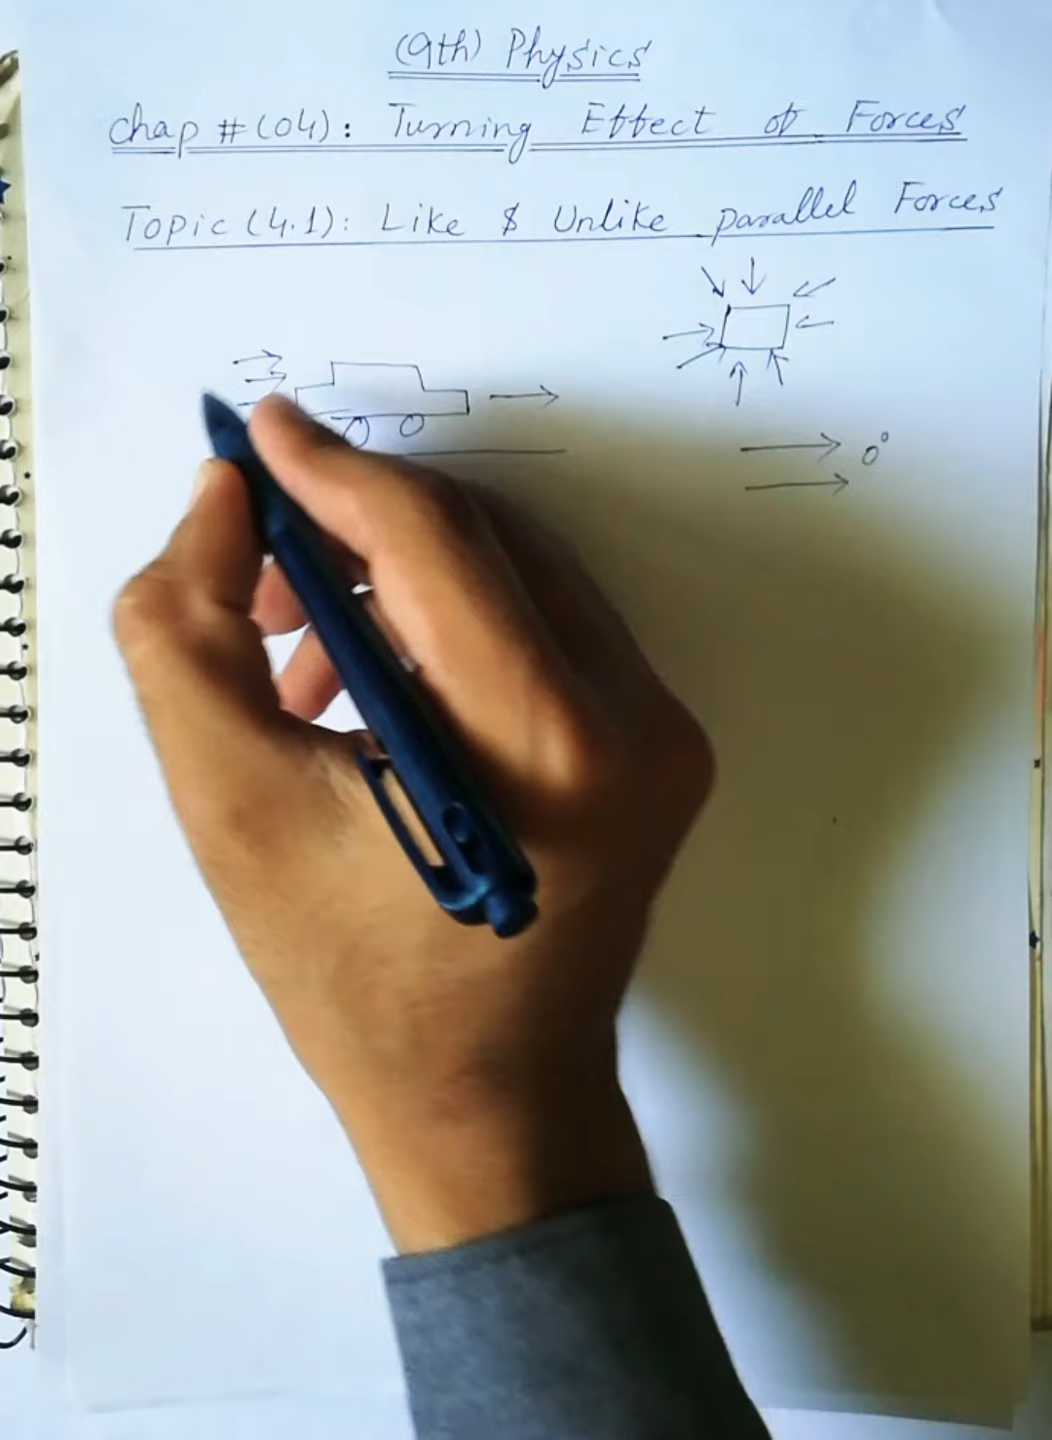 (9th) Physics
Chap # (04): Turning Effect of Forces
Topic (4.1): Like & Unlike parallel Forces
0°